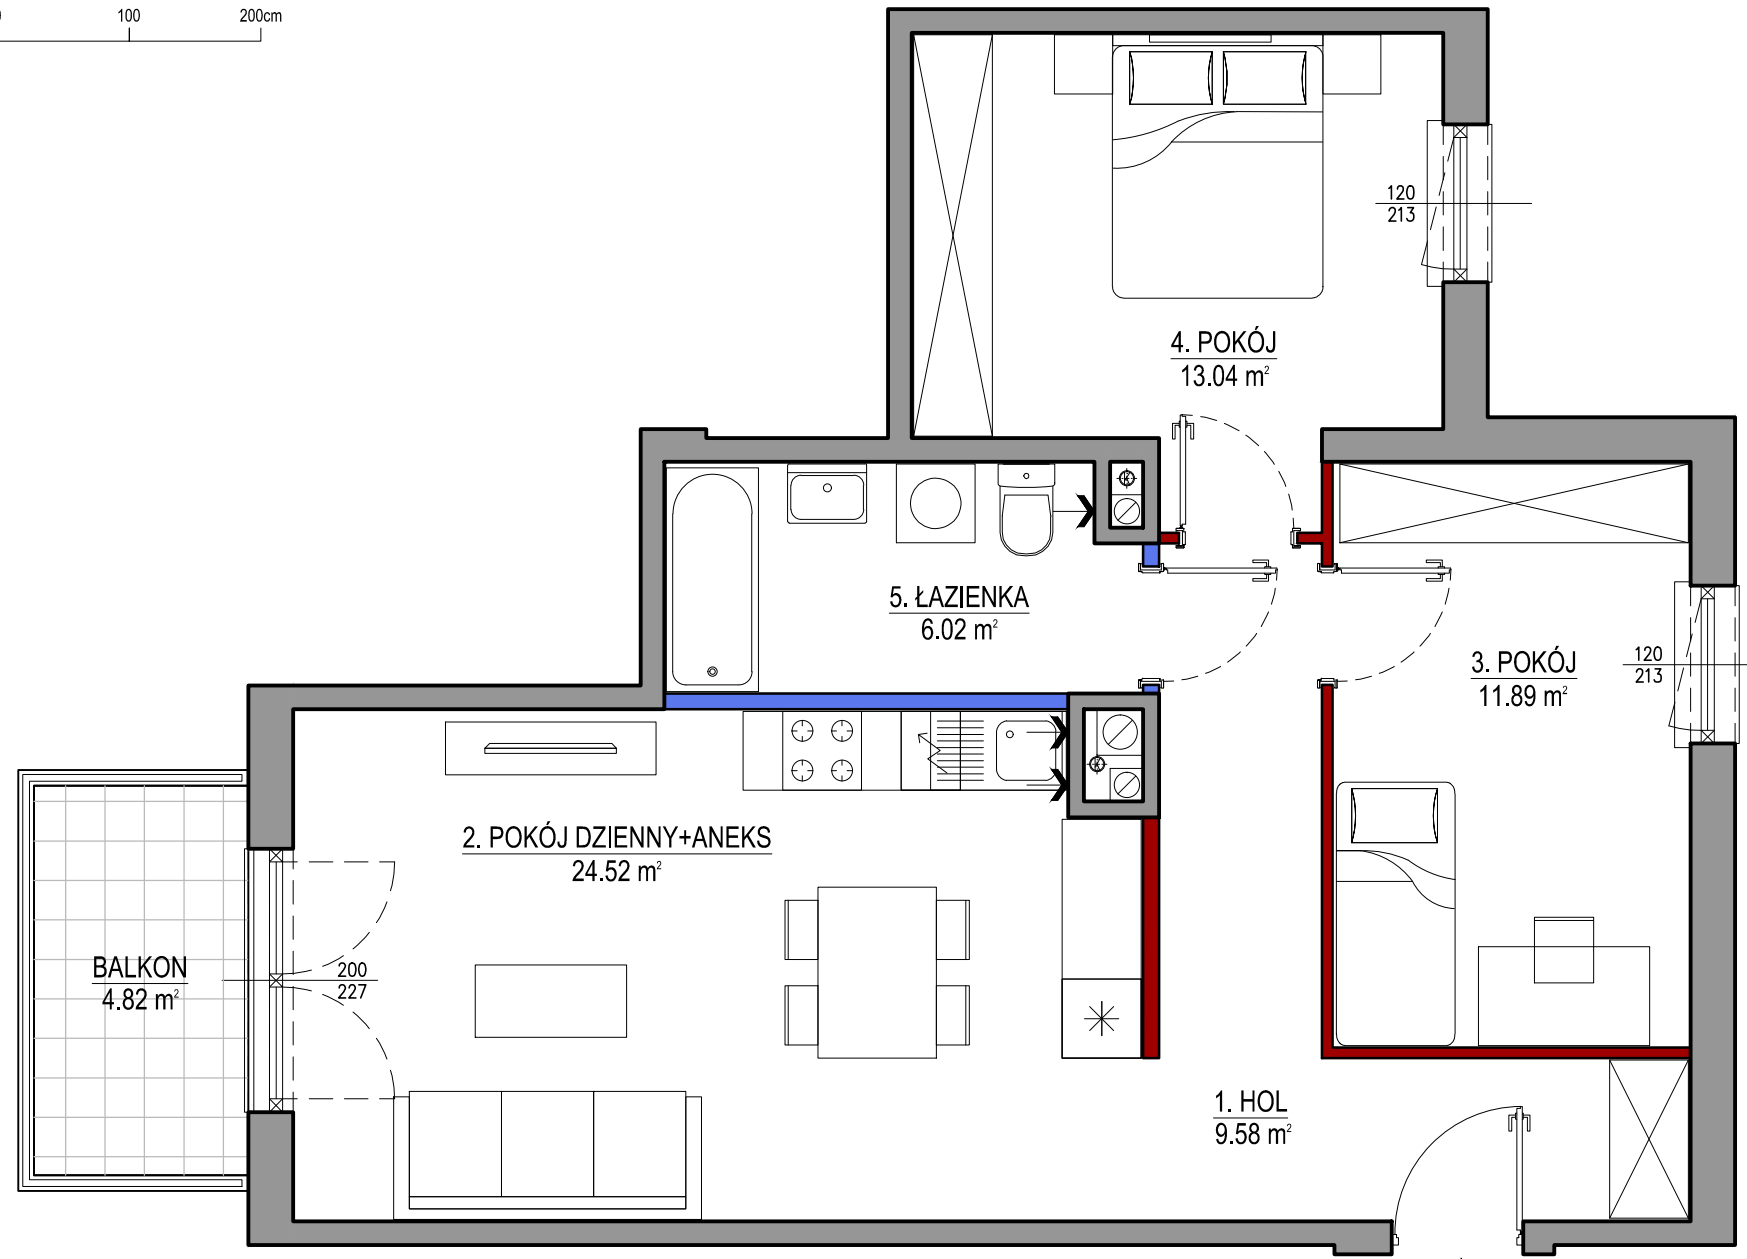 100 200cm
120
213
4. POKÓJ
13.04 m²
5. ŁAZIENKA
6.02 m²
3. POKÓJ
11.89 m²
120
213
2. POKÓJ DZIENNY+ANEKS
24.52 m²
BALKON
4.82 m²
200
227
1. HOL
9.58 m²